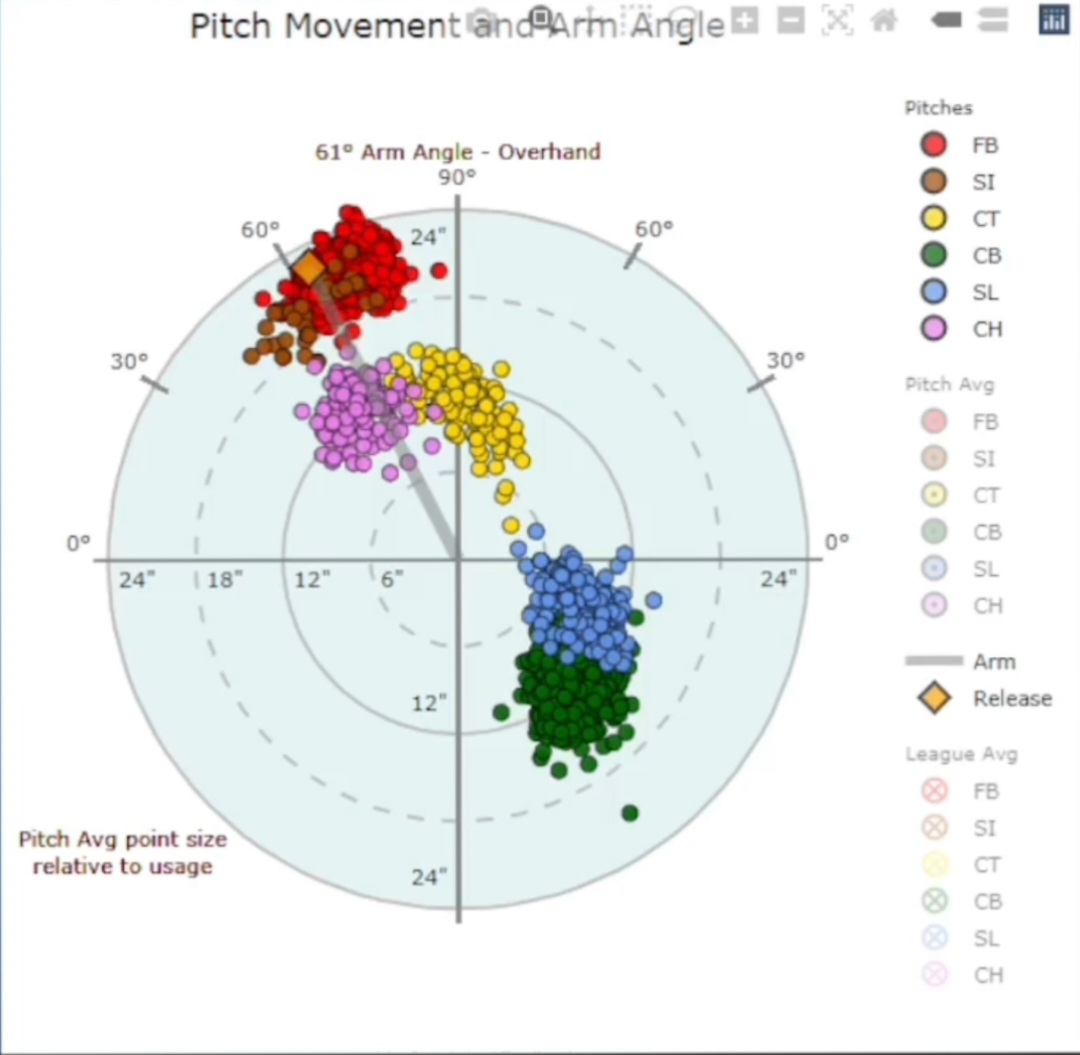 Pitch Movement and Arm Angle
61° Arm Angle - Overhand
90°
60°
60°
30°
30°
0°
0°
24"
24" 18" 12" 6"
24"
12"
24"
Pitch Avg point size
relative to usage
Pitches
FB
SI
CT
CB
SL
CH
Pitch Avg
FB
SI
CT
CB
SL
CH
Arm
Release
League Avg
FB
SI
CT
CB
SL
CH